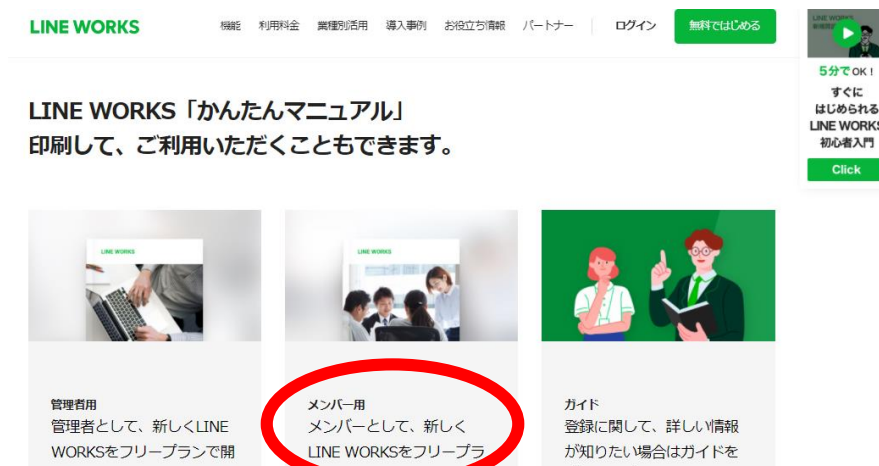 LINE WORKS
機能 利用料金 業種別活用 導入事例 お役立ち情報 パートナー ログイン 無料ではじめる
LINE WORKS
5分でOK！
すぐに
はじめられる
LINE WORKS
初心者入門
Click
LINE WORKS「かんたんマニュアル」
印刷して、ご利用いただくこともできます。
LINE WORKS
LINE WORKS
管理者用
管理者として、新しくLINE
WORKSをフリープランで開
メンバー用
メンバーとして、新しく
LINE WORKSをフリープラ
ガイド
登録に関して、詳しい情報
が知りたい場合はガイドを